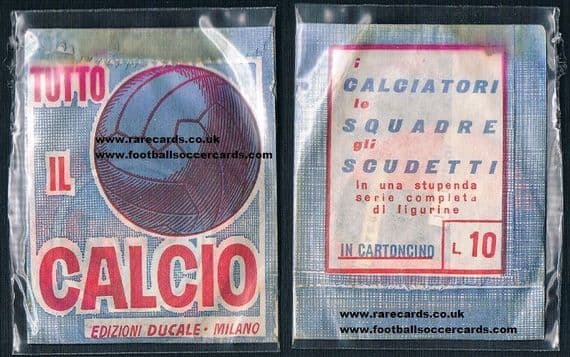 TUTTO
IL
CALCIO
EDIZIONI DUCALE • MILANO
www.rarecards.co.uk
www.footballsoccercards.com
i
CALCIATORI
le
SQUADRE
gli
SCUDETTI
In una stupenda
serie completa
di figurine
IN CARTONCINO
L. 10
www.rarecards.co.uk
www.footballsoccercards.com